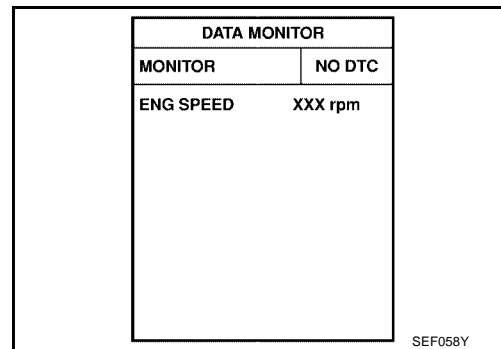 DATA MONITOR
MONITOR NO DTC
ENG SPEED XXX rpm
SEF058Y